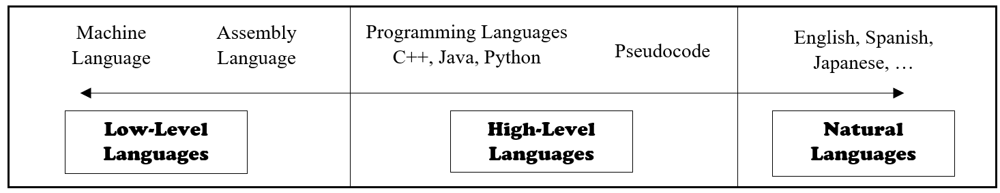 Machine
Language
Assembly
Language
Programming Languages
C++, Java, Python
Pseudocode
English, Spanish,
Japanese, …
Low-Level
Languages
High-Level
Languages
Natural
Languages